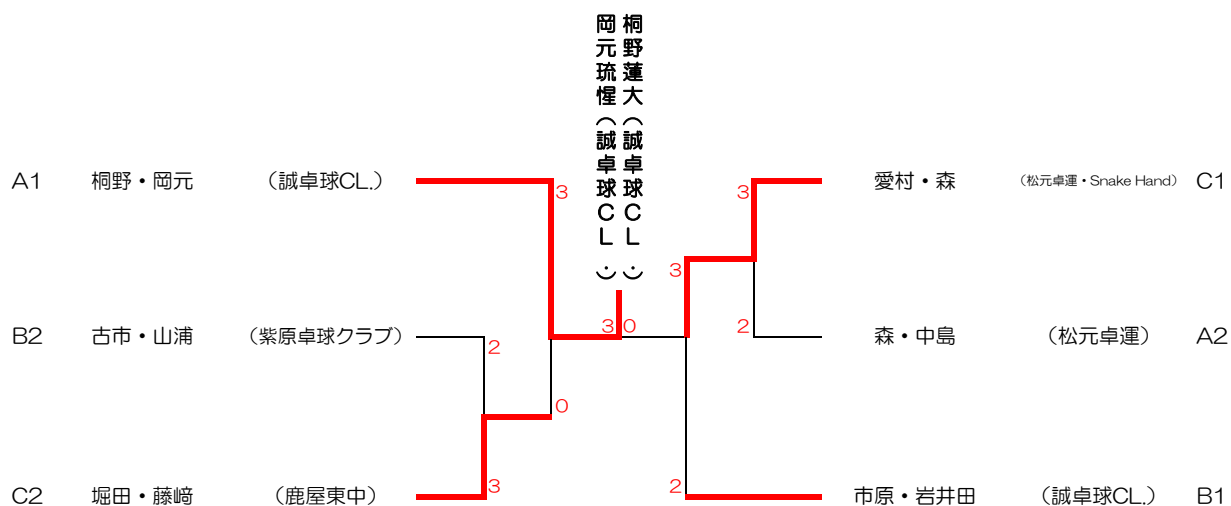 桐野蓮大（誠卓球ＣＬ．）
岡元琉惺（誠卓球ＣＬ．）
A1 桐野・岡元 （誠卓球CL.） 3
3 愛村・森 （松元卓運・Snake Hand） C1
3
3 0
B2 古市・山浦 （紫原卓球クラブ） 2
2 森・中島 （松元卓運） A2
0
C2 堀田・藤﨑 （鹿屋東中） 3
2 市原・岩井田 （誠卓球CL.） B1